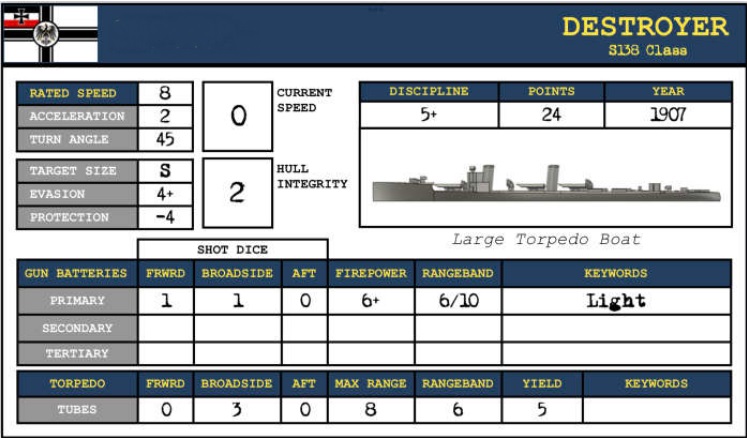 DESTROYER
S138 Class
RATED SPEED 8
ACCELERATION 2
TURN ANGLE 45
0 CURRENT SPEED
TARGET SIZE S
EVASION 4+
PROTECTION -4
2 HULL INTEGRITY
DISCIPLINE POINTS YEAR
5+ 24 1907
Large Torpedo Boat
SHOT DICE
GUN BATTERIES FRWRD BROADSIDE AFT FIREPOWER RANGEBAND KEYWORDS
PRIMARY 1 1 0 6+ 6/10 Light
SECONDARY
TERTIARY
TORPEDO FRWRD BROADSIDE AFT MAX RANGE RANGEBAND YIELD KEYWORDS
TUBES 0 3 0 8 6 5